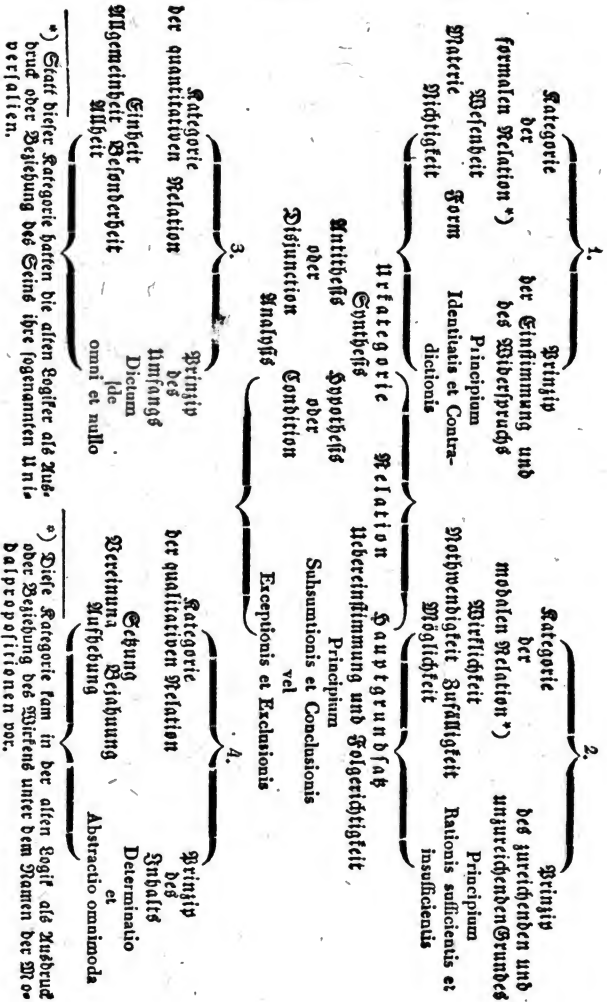 1.
Kategorie
der
formalen Relation*)
Wesenheit
Materie Form
Nichtigkeit
Prinzip
der Einstimmung und
des Widerspruchs
Principium
Identitatis et Contra-
dictionis
2.
Kategorie
der
modalen Relation*)
Wirklichkeit
Nothwendigkeit Zufälligkeit
Möglichkeit
Prinzip
des zureichenden und
unzureichenden Grundes
Principium
Rationis sufficientis et
insufficientis
Urkategorie Relation Hauptgrundsatz
Synthesis Uebereinstimmung und Folgerichtigkeit
Antithesis Hypothesis
oder oder
Disjunction Condition
Analysis
Principium
Subsumtionis et Conclusionis
vel
Exceptionis et Exclusionis
3.
Kategorie
der quantitativen Relation
Einheit
Allgemeinheit Besonderheit
Allheit
Prinzip
des
Umfangs
Dictum
[de
omni et nullo
4.
Kategorie
der qualitativen Relation
Setzung
Vereinung Bejahung
Aufhebung
Prinzip
des
Inhalts
Determinatio
et
Abstractio omnimoda
*) Statt dieser Kategorie hatten die alten Logiker als Aus-
druck oder Beziehung des Seins ihre sogenannten Uni-
versalien.
*) Diese Kategorie kam in der alten Logik als Ausdruck
oder Beziehung des Wirkens unter dem Namen der Mo-
dalpropositionen vor.